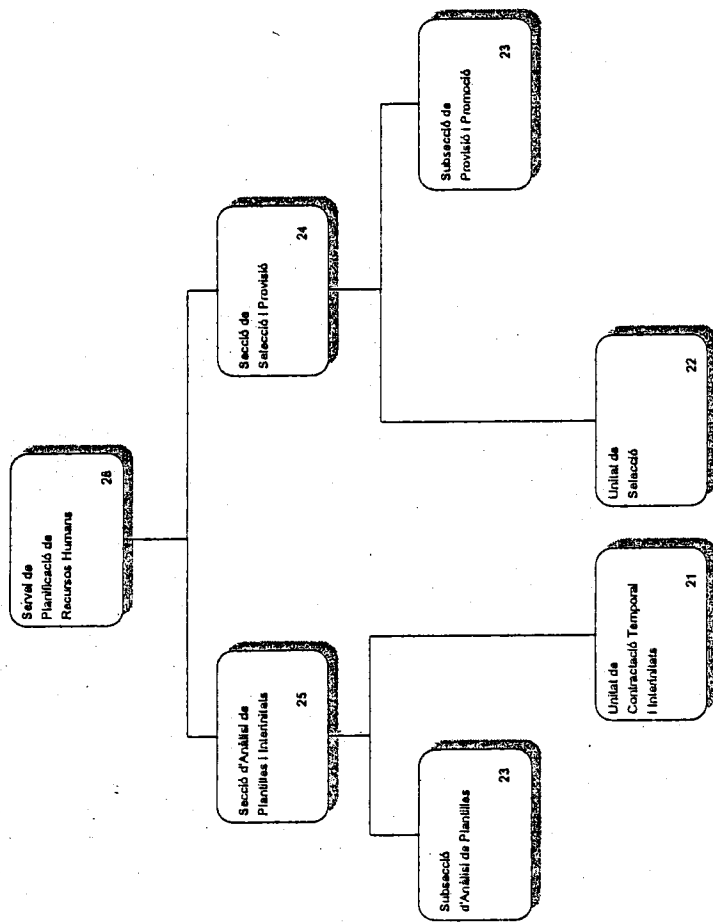 Servei de
Planificació de
Recursos Humans
28
Secció d'Anàlisi de
Plantilles i Interinitats
25
Secció de
Selecció i Provisió
24
Subsecció
d'Anàlisi de Plantilles
23
Unitat de
Contractació Temporal
i Interinitats
21
Unitat de
Selecció
22
Subsecció de
Provisió i Promoció
23